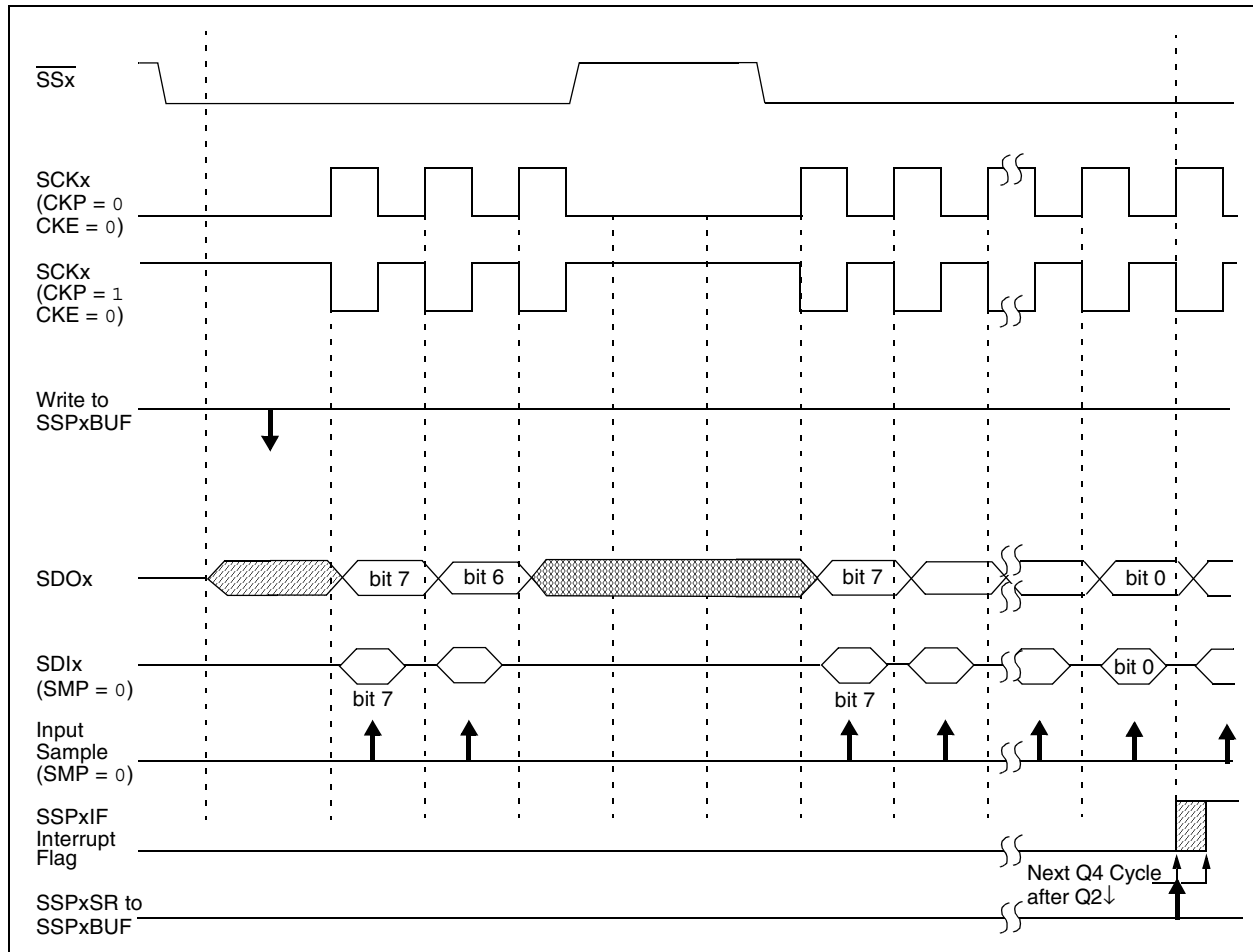 SSx
SCKx
(CKP = 0
CKE = 0)
SCKx
(CKP = 1
CKE = 0)
Write to
SSPxBUF
SDOx
bit 7
bit 6
bit 7
bit 0
SDIx
(SMP = 0)
bit 7
bit 7
bit 0
Input
Sample
(SMP = 0)
SSPxIF
Interrupt
Flag
Next Q4 Cycle
after Q2↓
SSPxSR to
SSPxBUF